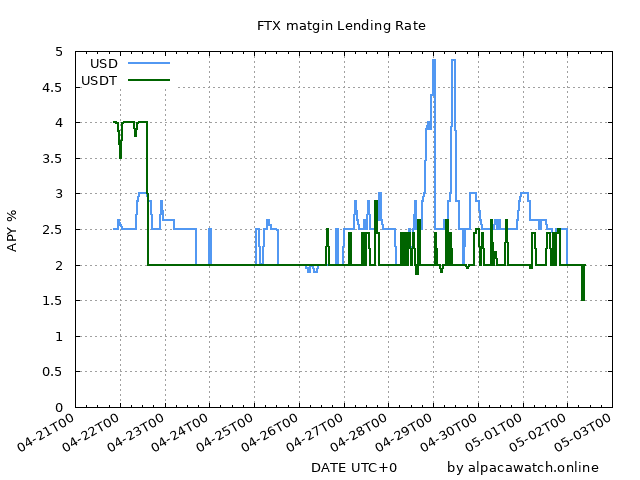 FTX matgin Lending Rate
USD
USDT
5
4.5
4
3.5
3
2.5
2
1.5
1
0.5
0
APY %
04-21T00
04-22T00
04-23T00
04-24T00
04-25T00
04-26T00
04-27T00
04-28T00
04-29T00
04-30T00
05-01T00
05-02T00
05-03T00
DATE UTC+0
by alpacawatch.online